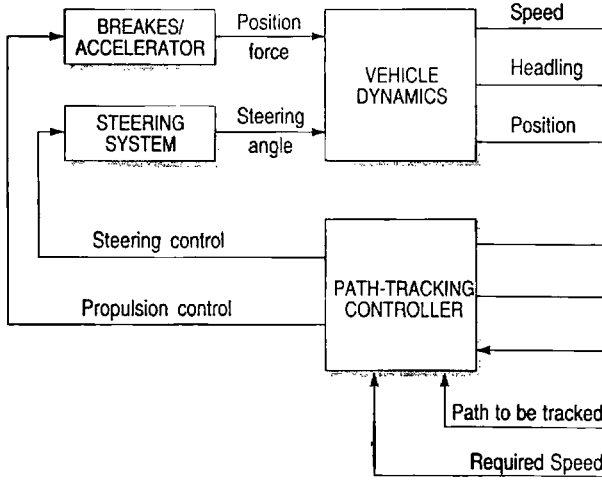 BREAKES/
ACCELERATOR
Position
force
VEHICLE
DYNAMICS
Speed
Headling
Position
STEERING
SYSTEM
Steering
angle
Steering control
Propulsion control
PATH-TRACKING
CONTROLLER
Path to be tracked
Required Speed